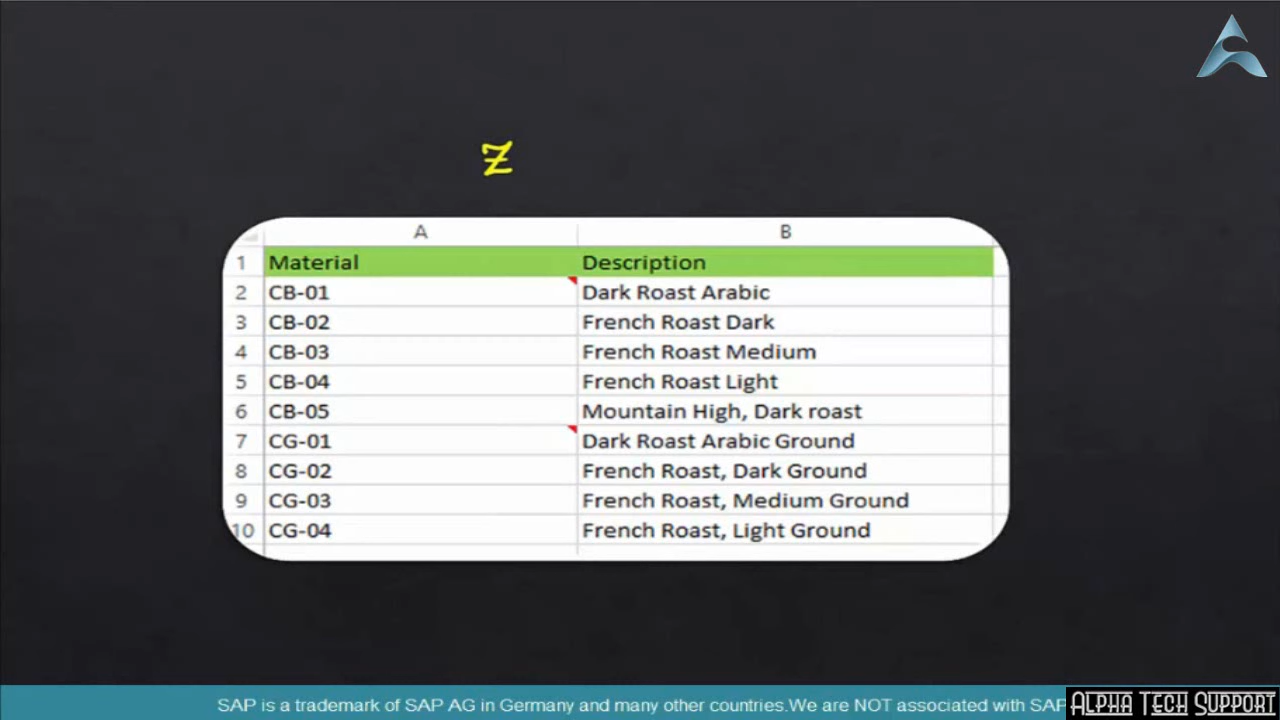 Z
A B
1 Material Description
2 CB-01 Dark Roast Arabic
3 CB-02 French Roast Dark
4 CB-03 French Roast Medium
5 CB-04 French Roast Light
6 CB-05 Mountain High, Dark roast
7 CG-01 Dark Roast Arabic Ground
8 CG-02 French Roast, Dark Ground
9 CG-03 French Roast, Medium Ground
10 CG-04 French Roast, Light Ground
SAP is a trademark of SAP AG in Germany and many other countries.We are NOT associated with SAP
ALPHA TECH SUPPORT